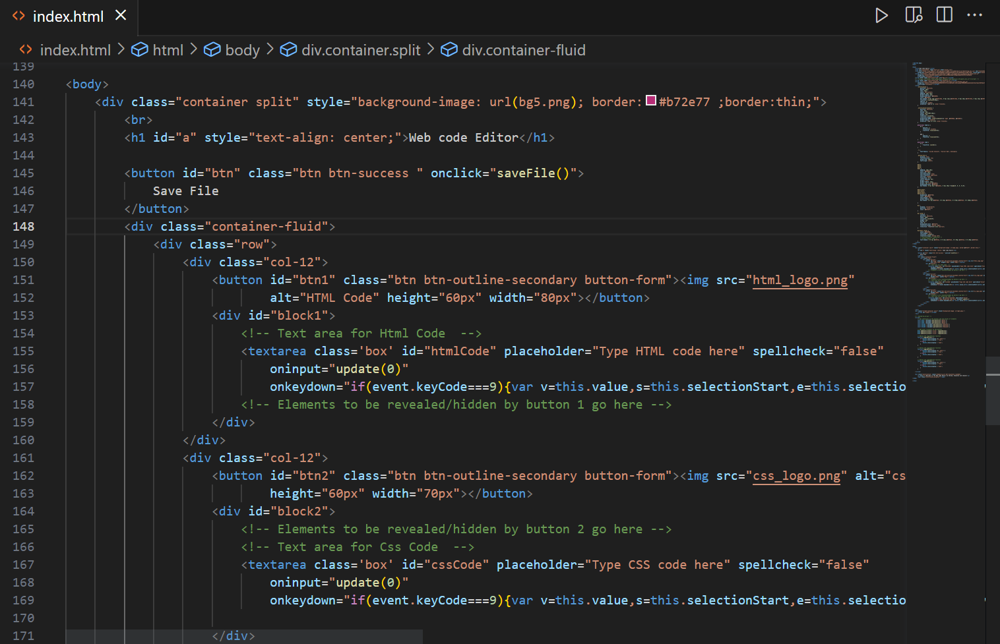 index.html
index.html > html > body > div.container.split > div.container-fluid
139
140 <body>
141 <div class="container split" style="background-image: url(bg5.png); border: #b72e77 ;border:thin;">
142 <br>
143 <h1 id="a" style="text-align: center;">Web code Editor</h1>
144
145 <button id="btn" class="btn btn-success " onclick="saveFile()">
146 Save File
147 </button>
148 <div class="container-fluid">
149 <div class="row">
150 <div class="col-12">
151 <button id="btn1" class="btn btn-outline-secondary button-form"><img src="html_logo.png"
152 alt="HTML Code" height="60px" width="80px"></button>
153 <div id="block1">
154 <!-- Text area for Html Code  -->
155 <textarea class='box' id="htmlCode" placeholder="Type HTML code here" spellcheck="false"
156 oninput="update(0)"
157 onkeydown="if(event.keyCode===9){var v=this.value,s=this.selectionStart,e=this.selectio
158 <!-- Elements to be revealed/hidden by button 1 go here -->
159 </div>
160 </div>
161 <div class="col-12">
162 <button id="btn2" class="btn btn-outline-secondary button-form"><img src="css_logo.png" alt="cs
163 height="60px" width="70px"></button>
164 <div id="block2">
165 <!-- Elements to be revealed/hidden by button 2 go here -->
166 <!-- Text area for Css Code  -->
167 <textarea class='box' id="cssCode" placeholder="Type CSS code here" spellcheck="false"
168 oninput="update(0)"
169 onkeydown="if(event.keyCode===9){var v=this.value,s=this.selectionStart,e=this.selectio
170
171 </div>